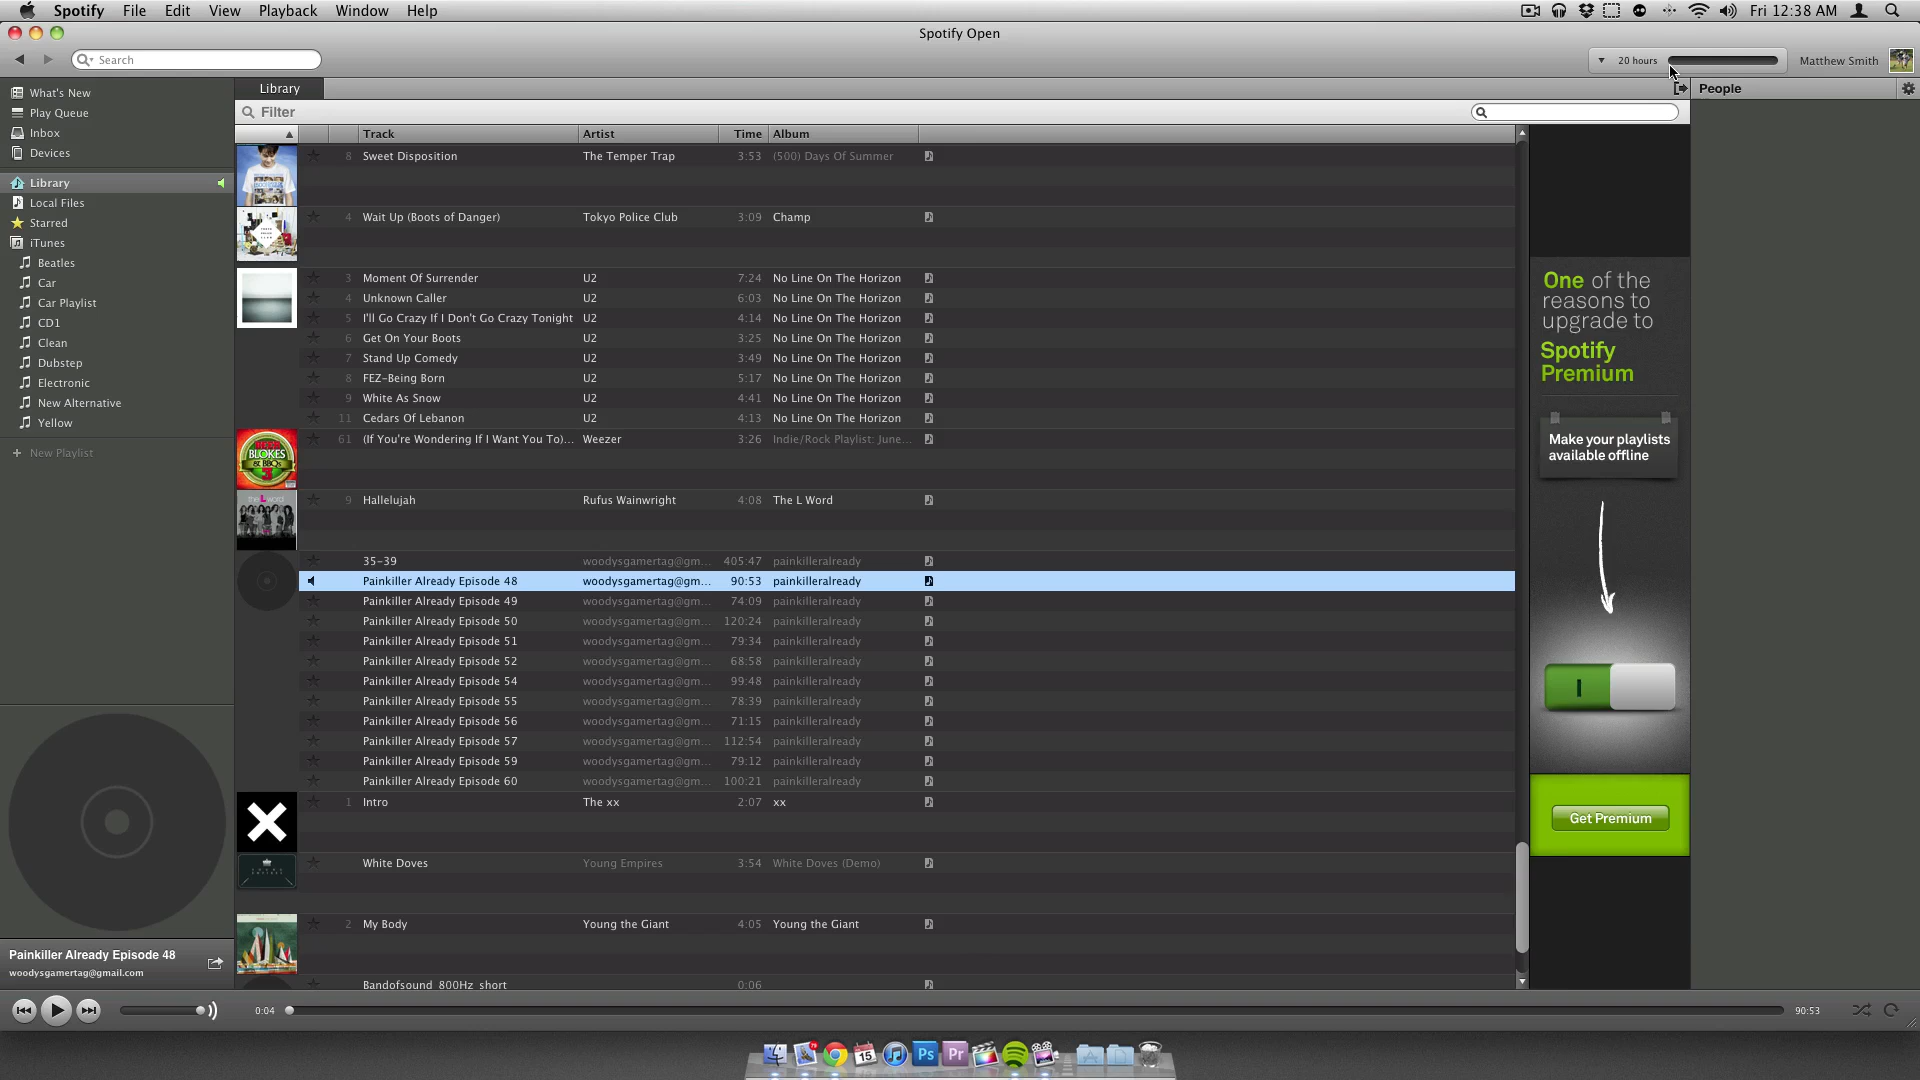 Spotify File Edit View Playback Window Help Fri 12:38 AM
Spotify Open
Search 20 hours Matthew Smith
What's New
Play Queue
Inbox
Devices
Library
Local Files
Starred
iTunes
Beatles
Car
Car Playlist
CD1
Clean
Dubstep
Electronic
New Alternative
Yellow
New Playlist
Painkiller Already Episode 48
woodysgamertag@gmail.com
Library
Filter
Track Artist Time Album
8 Sweet Disposition The Temper Trap 3:53 (500) Days Of Summer
4 Wait Up (Boots of Danger) Tokyo Police Club 3:09 Champ
3 Moment Of Surrender U2 7:24 No Line On The Horizon
4 Unknown Caller U2 6:03 No Line On The Horizon
5 I'll Go Crazy If I Don't Go Crazy Tonight U2 4:14 No Line On The Horizon
6 Get On Your Boots U2 3:25 No Line On The Horizon
7 Stand Up Comedy U2 3:49 No Line On The Horizon
8 FEZ-Being Born U2 5:17 No Line On The Horizon
9 White As Snow U2 4:41 No Line On The Horizon
11 Cedars Of Lebanon U2 4:13 No Line On The Horizon
BLOKES
61 (If You're Wondering If I Want You To)... Weezer 3:26 Indie/Rock Playlist: June...
the L word
9 Hallelujah Rufus Wainwright 4:08 The L Word
35-39 woodysgamertag@gm... 405:47 painkilleralready
Painkiller Already Episode 48 woodysgamertag@gm... 90:53 painkilleralready
Painkiller Already Episode 49 woodysgamertag@gm... 74:09 painkilleralready
Painkiller Already Episode 50 woodysgamertag@gm... 120:24 painkilleralready
Painkiller Already Episode 51 woodysgamertag@gm... 79:34 painkilleralready
Painkiller Already Episode 52 woodysgamertag@gm... 68:58 painkilleralready
Painkiller Already Episode 54 woodysgamertag@gm... 99:48 painkilleralready
Painkiller Already Episode 55 woodysgamertag@gm... 78:39 painkilleralready
Painkiller Already Episode 56 woodysgamertag@gm... 71:15 painkilleralready
Painkiller Already Episode 57 woodysgamertag@gm... 112:54 painkilleralready
Painkiller Already Episode 59 woodysgamertag@gm... 79:12 painkilleralready
Painkiller Already Episode 60 woodysgamertag@gm... 100:21 painkilleralready
1 Intro The xx 2:07 xx
White Doves Young Empires 3:54 White Doves (Demo)
2 My Body Young the Giant 4:05 Young the Giant
Bandofsound 800Hz short 0:06
People
One of the
reasons to
upgrade to
Spotify
Premium
Make your playlists
available offline
Get Premium
0:04 90:53
15 Ps Pr